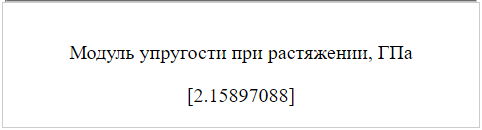 Модуль упругости при растяжении, ГПа
[2.15897088]